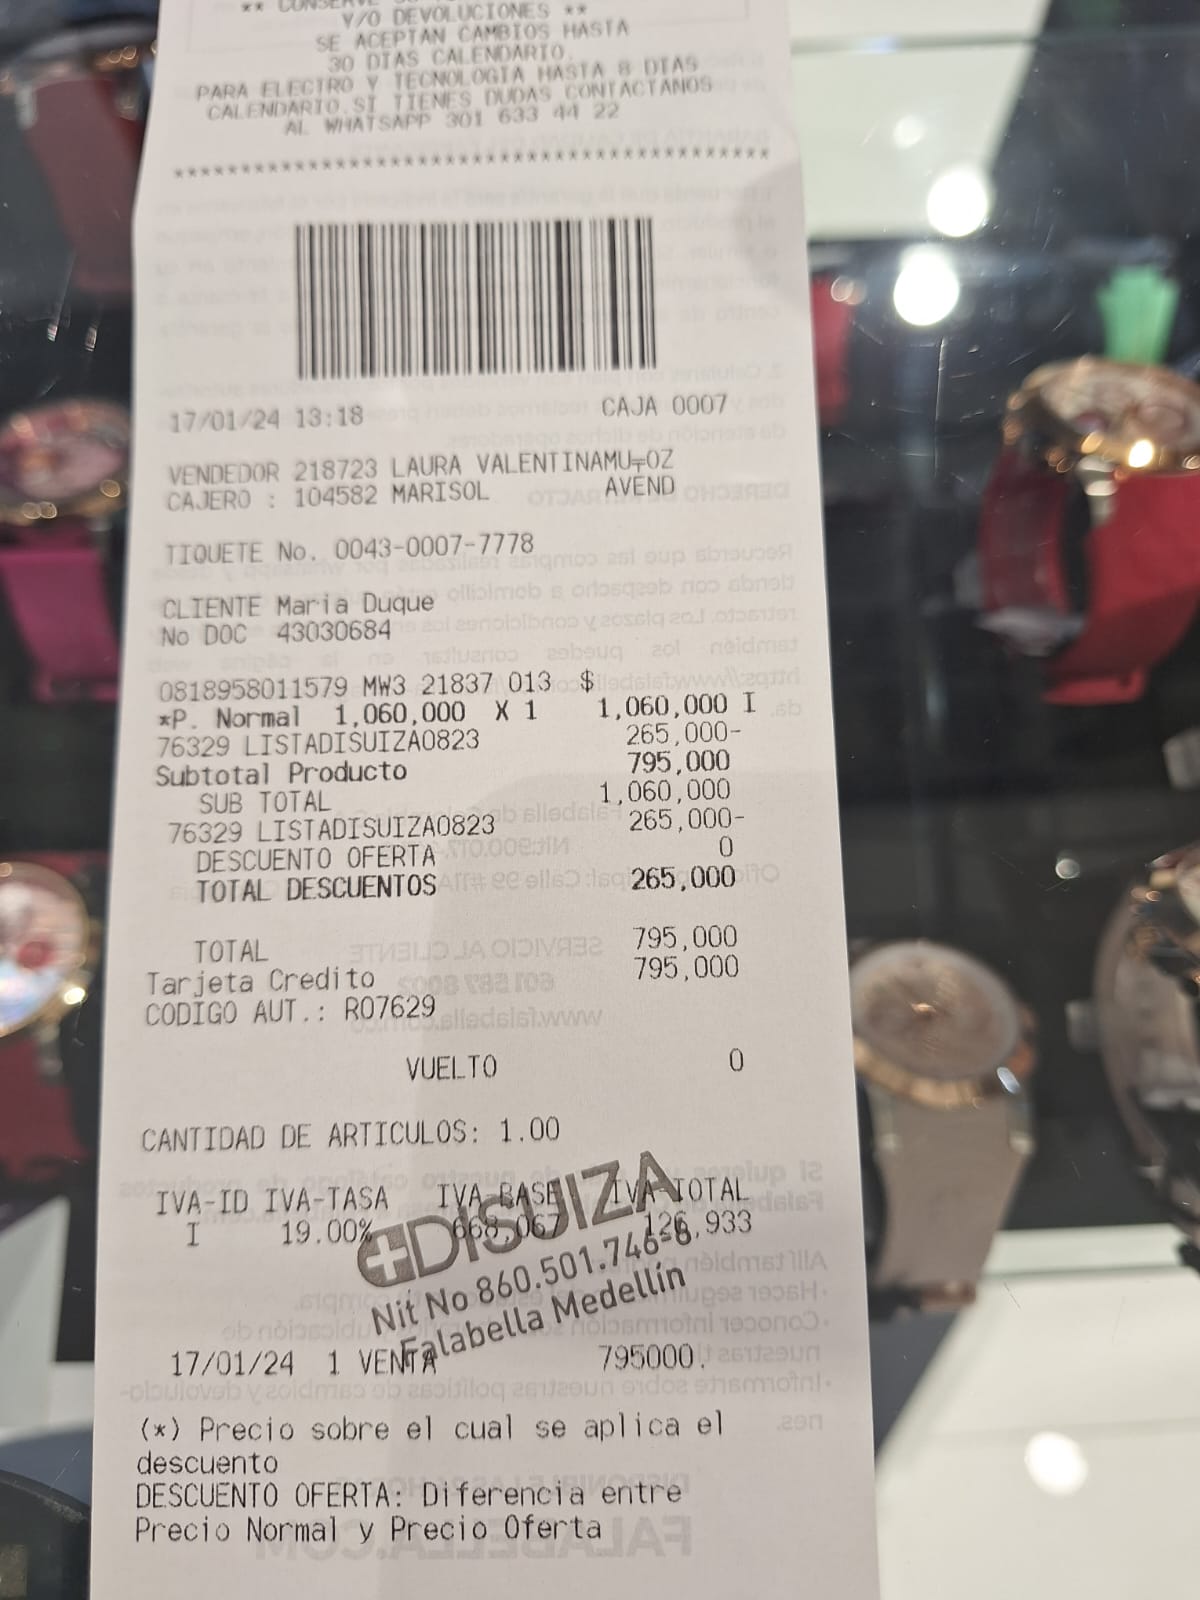 ** CONSERVE
Y/O DEVOLUCIONES **
SE ACEPTAN CAMBIOS HASTA
30 DIAS CALENDARIO.
PARA ELECTRO Y TECNOLOGIA HASTA 8 DIAS
CALENDARIO.SI TIENES DUDAS CONTACTANOS
AL WHATSAPP 301 633 44 22
******************************************
17/01/24 13:18 CAJA 0007
VENDEDOR 218723 LAURA VALENTINAMU╤OZ
CAJERO : 104582 MARISOL AVEND
TIQUETE No. 0043-0007-7778
CLIENTE Maria Duque
No DOC 43030684
0818958011579 MW3 21837 013 $
*P. Normal 1,060,000 X 1 1,060,000 I
76329 LISTADISUIZA0823 265,000-
Subtotal Producto 795,000
SUB TOTAL 1,060,000
76329 LISTADISUIZA0823 265,000-
DESCUENTO OFERTA 0
TOTAL DESCUENTOS 265,000
TOTAL 795,000
Tarjeta Credito 795,000
CODIGO AUT.: R07629
VUELTO 0
CANTIDAD DE ARTICULOS: 1.00
IVA-ID IVA-TASA IVA-BASE IVA-TOTAL
I 19.00% 668,067 126,933
DISUIZA
Nit No 860.501.746-6
Falabella Medellín
17/01/24 1 VENTA 795000.
(*) Precio sobre el cual se aplica el
descuento
DESCUENTO OFERTA: Diferencia entre
Precio Normal y Precio Oferta